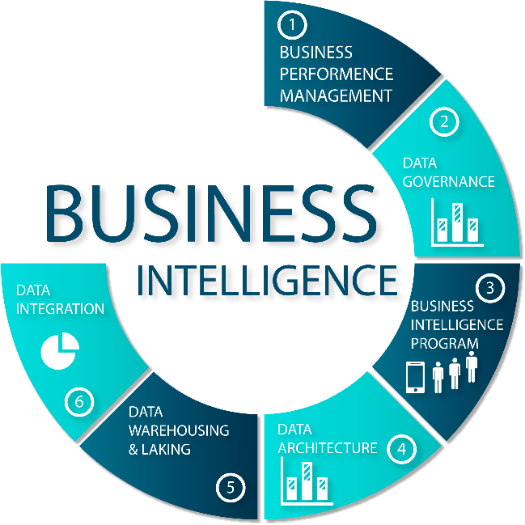 BUSINESS
INTELLIGENCE
1
BUSINESS
PERFORMENCE
MANAGEMENT
2
DATA
GOVERNANCE
3
BUSINESS
INTELLIGENCE
PROGRAM
DATA
ARCHITECTURE
4
DATA
WAREHOUSING
& LAKING
5
DATA
INTEGRATION
6